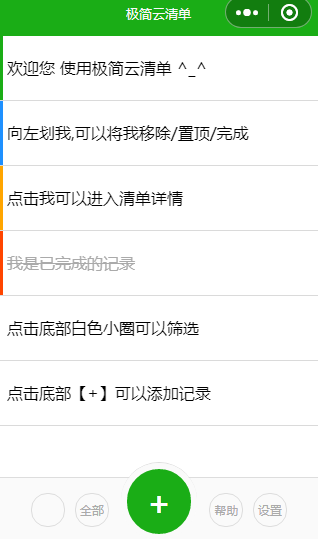 极简云清单
欢迎您 使用极简云清单 ^_^
向左划我,可以将我移除/置顶/完成
点击我可以进入清单详情
我是已完成的记录
点击底部白色小圈可以筛选
点击底部【+】可以添加记录
全部
+
帮助
设置